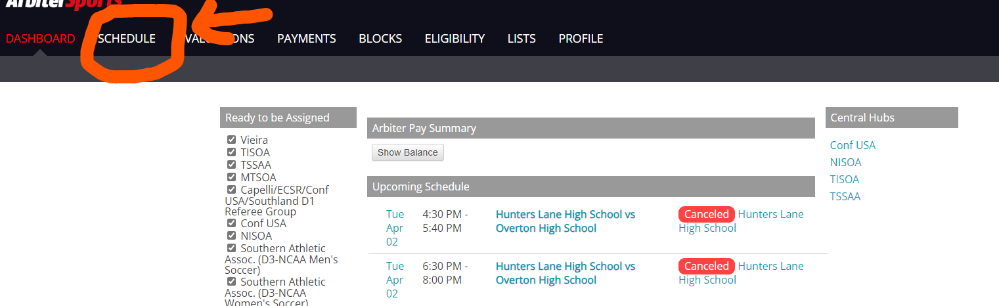 ArbiterSports
DASHBOARD SCHEDULE PAYMENTS BLOCKS ELIGIBILITY LISTS PROFILE
Ready to be Assigned
Vieira
TISOA
TSSAA
MTSOA
Capelli/ECSR/Conf
USA/Southland D1
Referee Group
Conf USA
NISOA
Southern Athletic
Assoc. (D3-NCAA Men's
Soccer)
Southern Athletic
Assoc. (D3-NCAA
Women's Soccer)
Arbiter Pay Summary
Show Balance
Upcoming Schedule
Tue 4:30 PM - Hunters Lane High School vs Canceled Hunters Lane
Apr 5:40 PM Overton High School High School
02
Tue 6:30 PM - Hunters Lane High School vs Canceled Hunters Lane
Apr 8:00 PM Overton High School High School
02
Central Hubs
Conf USA
NISOA
TISOA
TSSAA